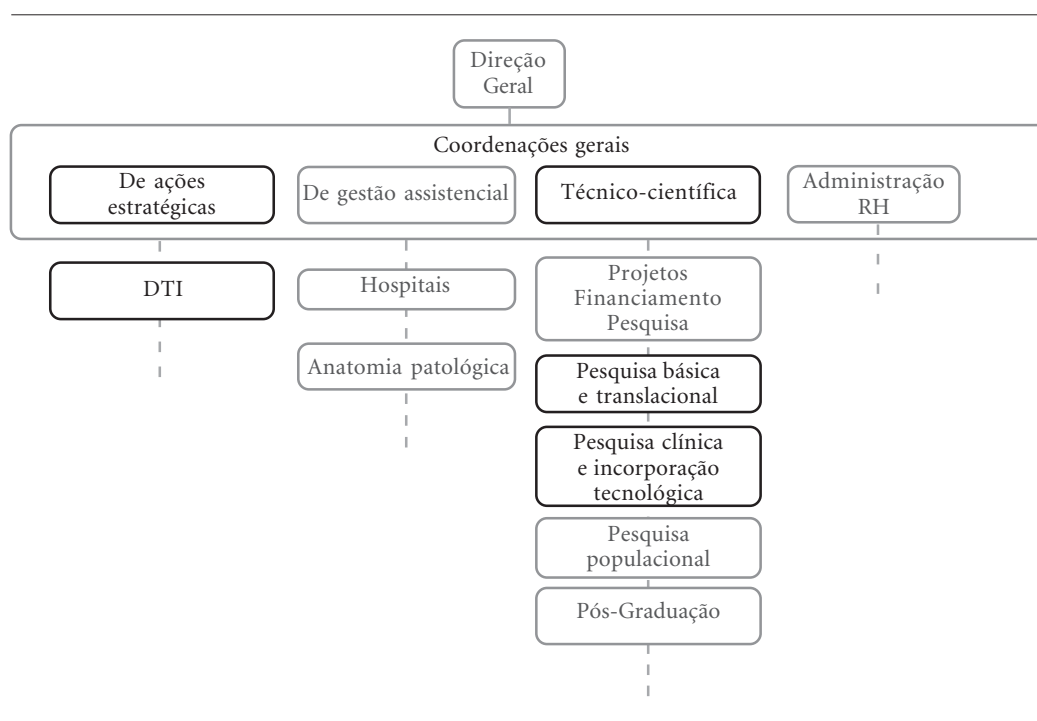 Direção
Geral
Coordenações gerais
De ações
estratégicas
De gestão assistencial
Técnico-científica
Administração
RH
DTI
Hospitais
Anatomia patológica
Projetos
Financiamento
Pesquisa
Pesquisa básica
e translacional
Pesquisa clínica
e incorporação
tecnológica
Pesquisa
populacional
Pós-Graduação